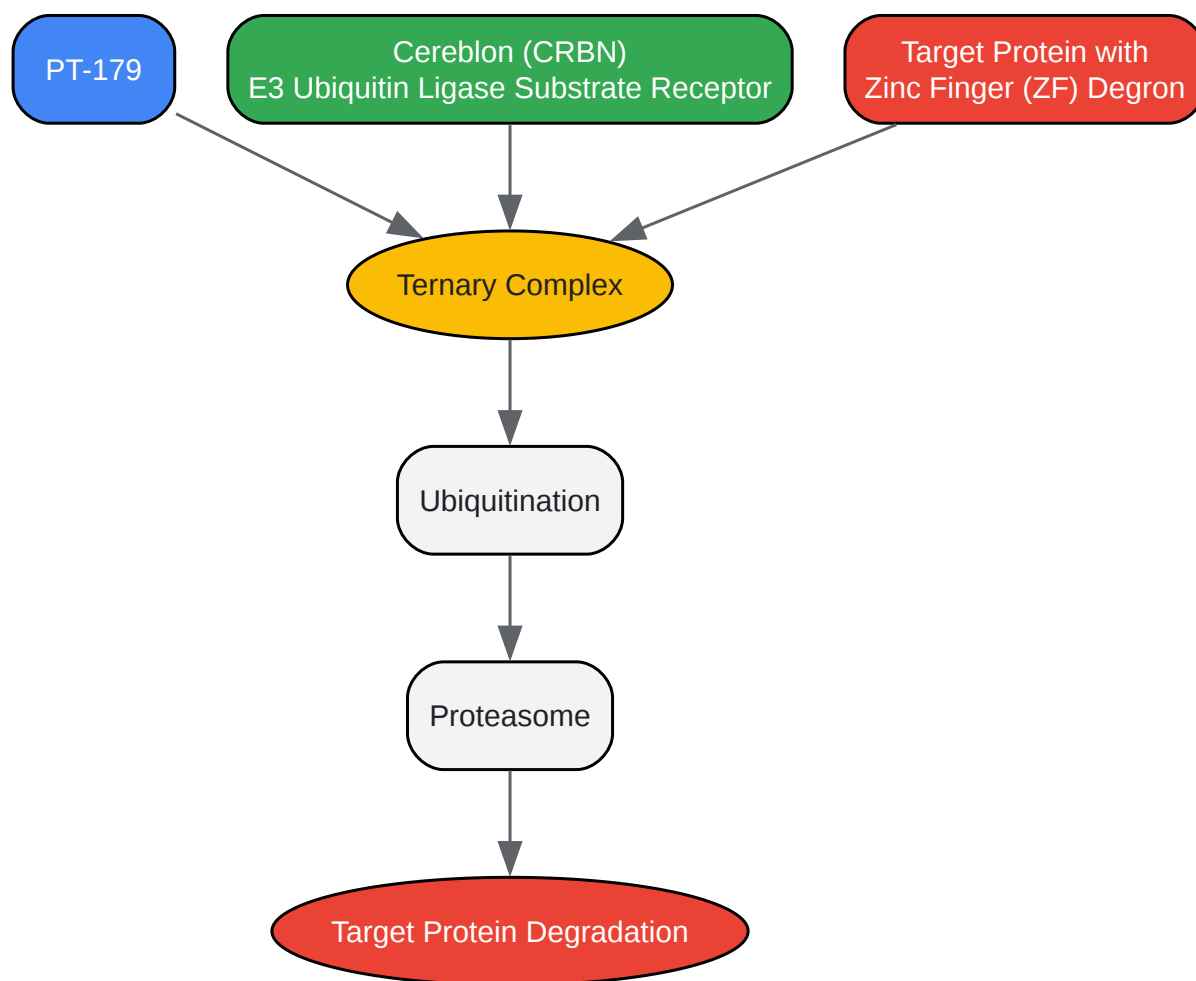 PT-179
Cereblon (CRBN)
E3 Ubiquitin Ligase Substrate Receptor
Target Protein with
Zinc Finger (ZF) Degron
Ternary Complex
Ubiquitination
Proteasome
Target Protein Degradation